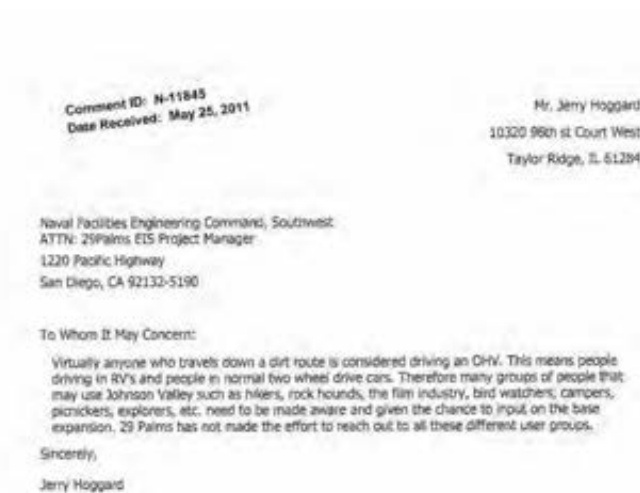 Comment ID: N-11845
Date Received: May 25, 2011
Mr. Jerry Hoggard
10320 96th st Court West
Taylor Ridge, IL 61284
Naval Facilities Engineering Command, Southwest
ATTN: 29Palms EIS Project Manager
1220 Pacific Highway
San Diego, CA 92132-5190
To Whom It May Concern:
Virtually anyone who travels down a dirt route is considered driving an OHV. This means people
driving in RV's and people in normal two wheel drive cars. Therefore many groups of people that
may use Johnson Valley such as hikers, rock hounds, the film industry, bird watchers, campers,
picnickers, explorers, etc. need to be made aware and given the chance to input on the base
expansion. 29 Palms has not made the effort to reach out to all these different user groups.
Sincerely,
Jerry Hoggard